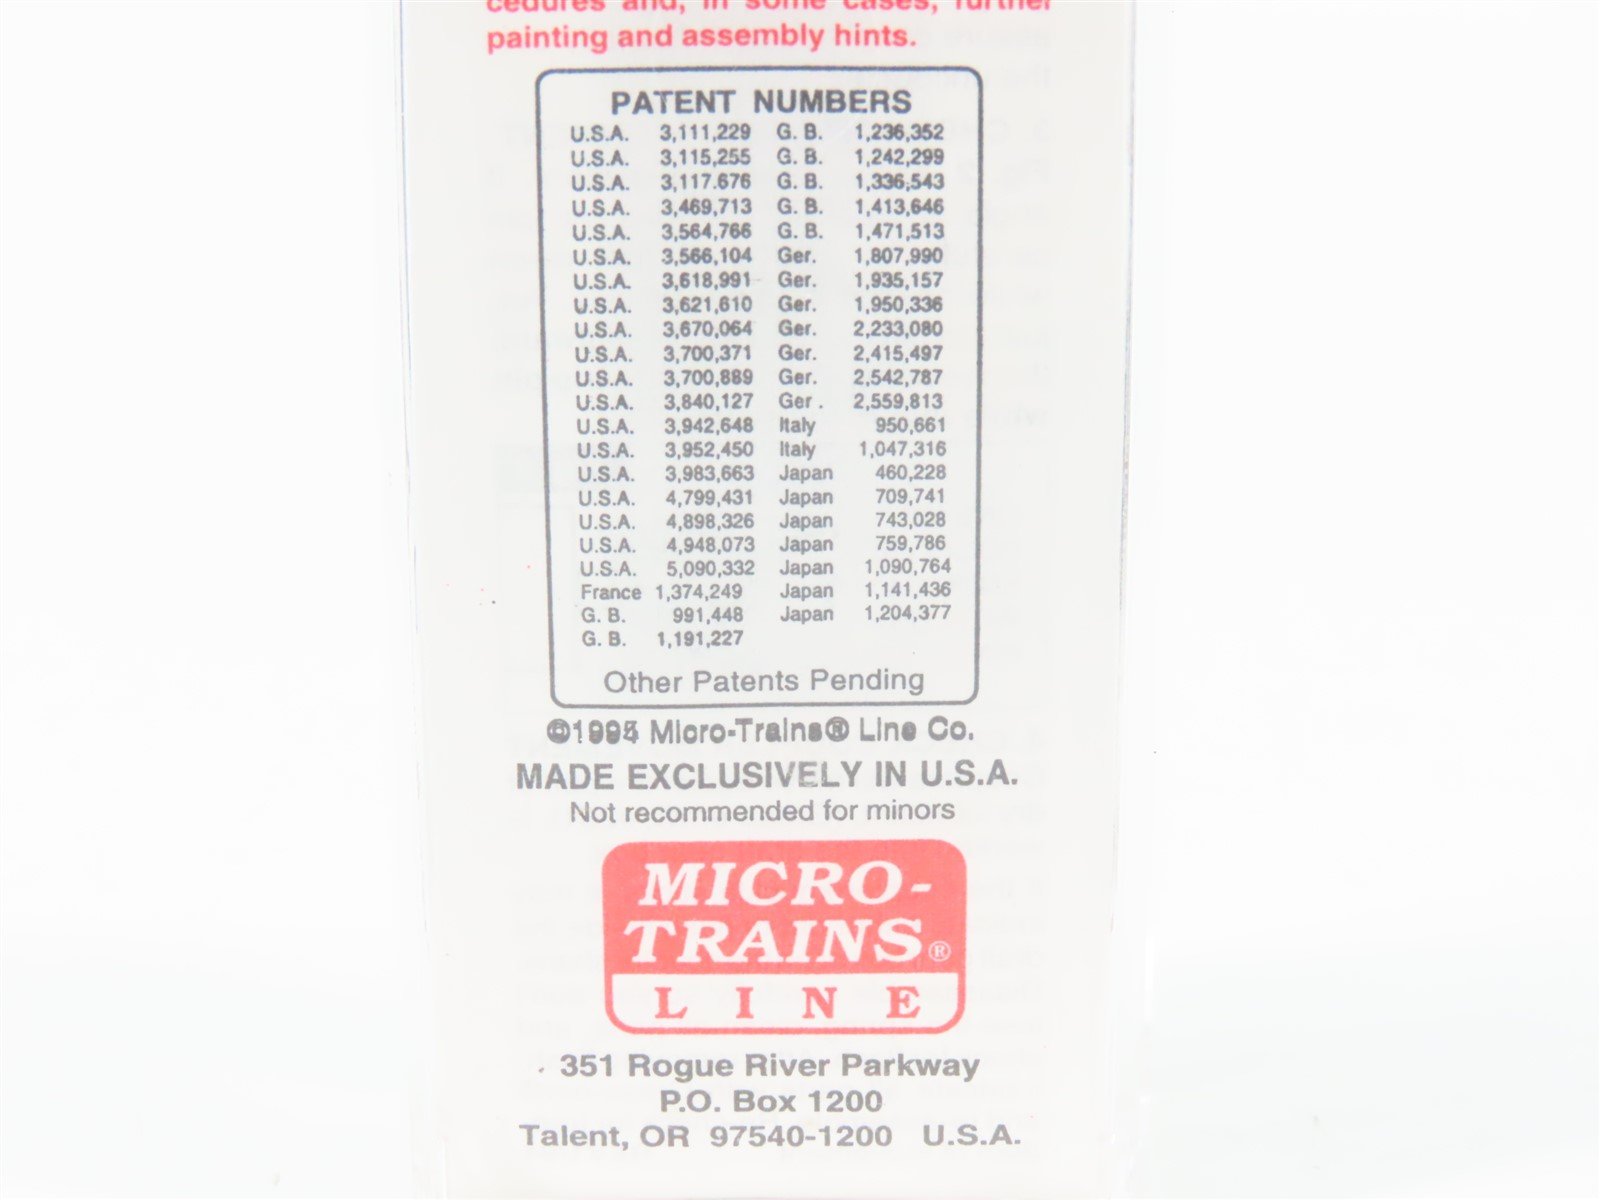 cedures and, in some cases, further
painting and assembly hints.
PATENT NUMBERS
U.S.A. 3,111,229 G. B. 1,236,352
U.S.A. 3,115,255 G. B. 1,242,299
U.S.A. 3,117.676 G. B. 1,336,543
U.S.A. 3,469,713 G. B. 1,413,646
U.S.A. 3,564,766 G. B. 1,471,513
U.S.A. 3,566,104 Ger. 1,807,990
U.S.A. 3,618,991 Ger. 1,935,157
U.S.A. 3,621,610 Ger. 1,950,336
U.S.A. 3,670,064 Ger. 2,233,080
U.S.A. 3,700,371 Ger. 2,415,497
U.S.A. 3,700,889 Ger. 2,542,787
U.S.A. 3,840,127 Ger. 2,559,813
U.S.A. 3,942,648 Italy 950,661
U.S.A. 3,952,450 Italy 1,047,316
U.S.A. 3,983,663 Japan 460,228
U.S.A. 4,799,431 Japan 709,741
U.S.A. 4,898,326 Japan 743,028
U.S.A. 4,948,073 Japan 759,786
U.S.A. 5,090,332 Japan 1,090,764
France 1,374,249 Japan 1,141,436
G. B. 991,448 Japan 1,204,377
G. B. 1,191,227
Other Patents Pending
Micro-Trains® Line Co.
MADE EXCLUSIVELY IN U.S.A.
Not recommended for minors
MICRO-
TRAINS®
LINE
351 Rogue River Parkway
P.O. Box 1200
Talent, OR 97540-1200 U.S.A.